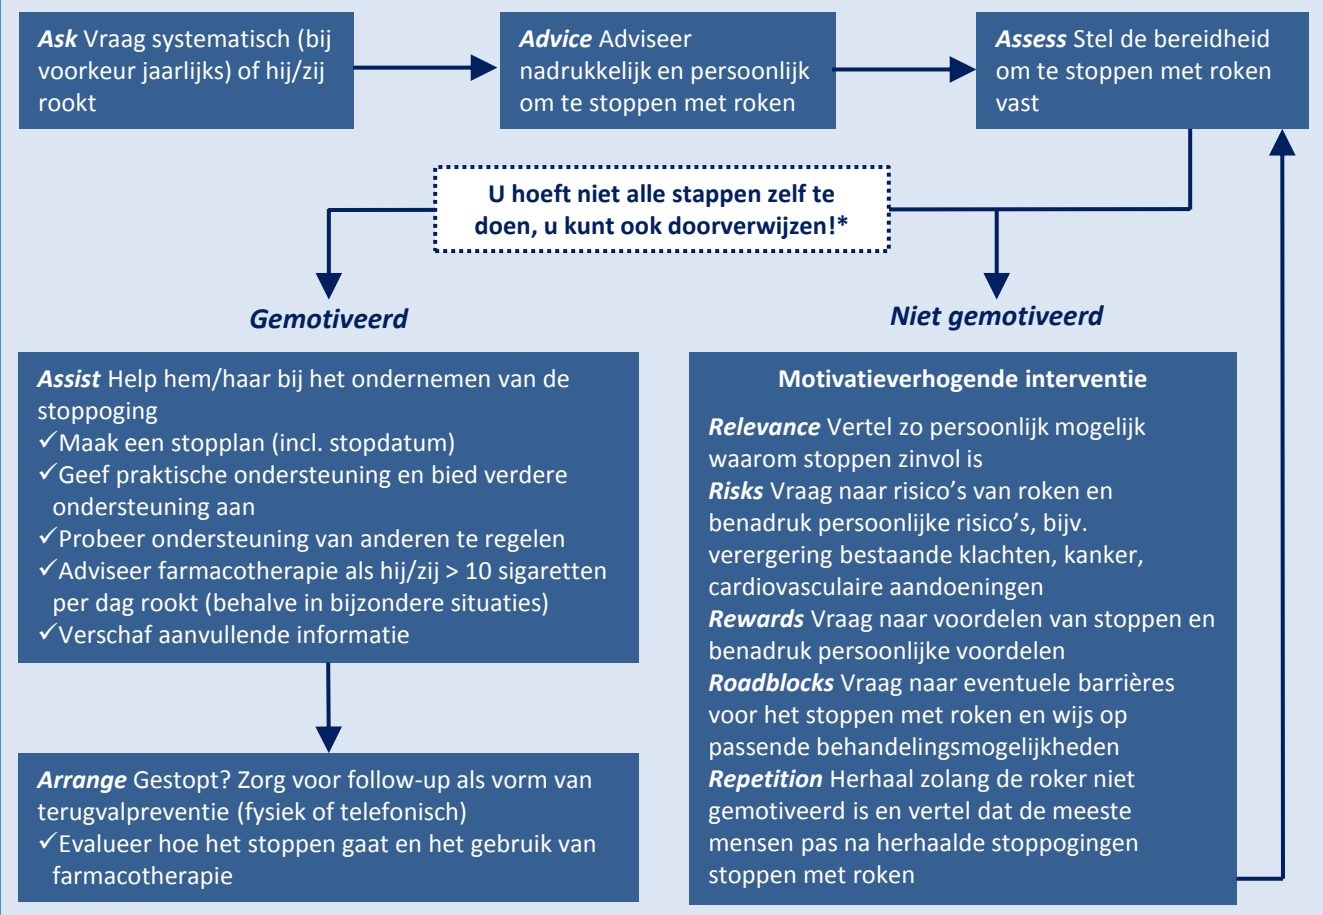 Ask Vraag systematisch (bij
voorkeur jaarlijks) of hij/zij
rookt
Advice Adviseer
nadrukkelijk en persoonlijk
om te stoppen met roken
Assess Stel de bereidheid
om te stoppen met roken
vast
U hoeft niet alle stappen zelf te
doen, u kunt ook doorverwijzen!*
Gemotiveerd
Assist Help hem/haar bij het ondernemen van de
stoppoging
✓Maak een stopplan (incl. stopdatum)
✓Geef praktische ondersteuning en bied verdere
ondersteuning aan
✓Probeer ondersteuning van anderen te regelen
✓Adviseer farmacotherapie als hij/zij > 10 sigaretten
per dag rookt (behalve in bijzondere situaties)
✓Verschaf aanvullende informatie
Arrange Gestopt? Zorg voor follow-up als vorm van
terugvalpreventie (fysiek of telefonisch)
✓Evalueer hoe het stoppen gaat en het gebruik van
farmacotherapie
Niet gemotiveerd
Motivatieverhogende interventie
Relevance Vertel zo persoonlijk mogelijk
waarom stoppen zinvol is
Risks Vraag naar risico’s van roken en
benadruk persoonlijke risico’s, bijv.
verergering bestaande klachten, kanker,
cardiovasculaire aandoeningen
Rewards Vraag naar voordelen van stoppen en
benadruk persoonlijke voordelen
Roadblocks Vraag naar eventuele barrières
voor het stoppen met roken en wijs op
passende behandelingsmogelijkheden
Repetition Herhaal zolang de roker niet
gemotiveerd is en vertel dat de meeste
mensen pas na herhaalde stoppogingen
stoppen met roken